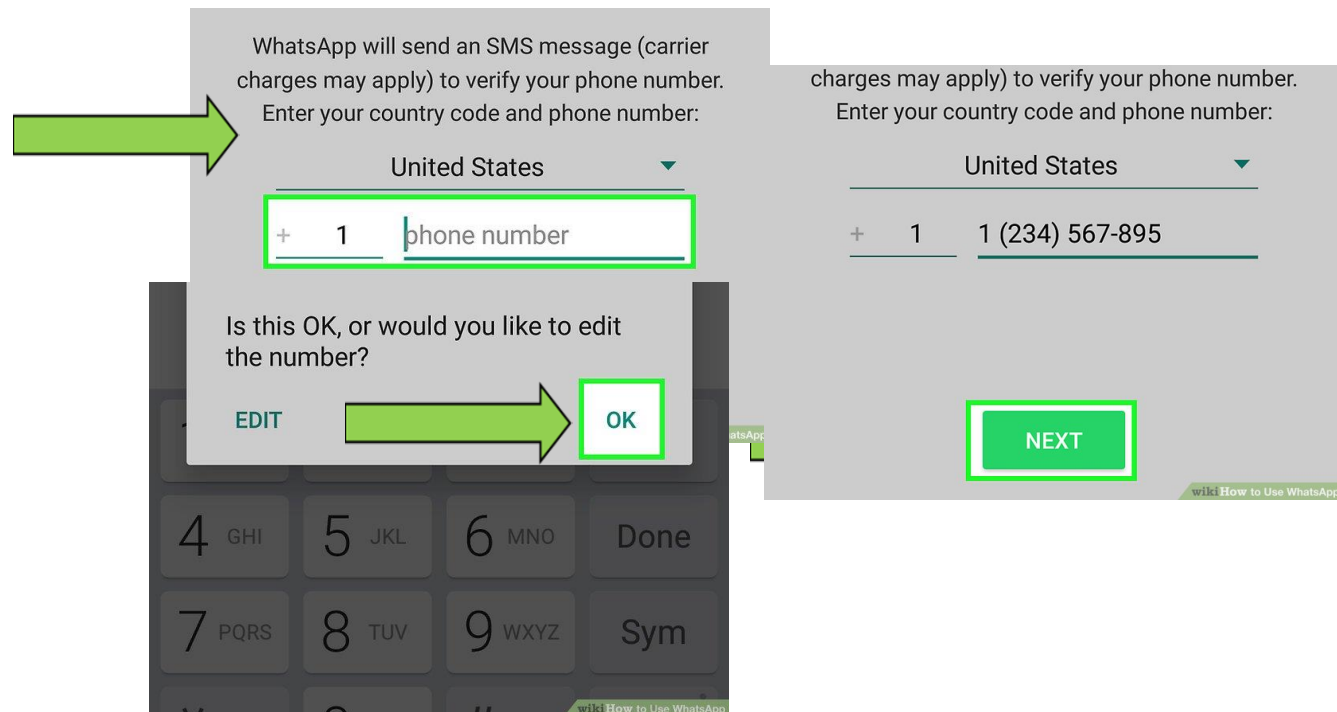 WhatsApp will send an SMS message (carrier
charges may apply) to verify your phone number.
Enter your country code and phone number:
United States
+ 1 phone number
Is this OK, or would you like to edit
the number?
EDIT OK
4 GHI 5 JKL 6 MNO Done
7 PQRS 8 TUV 9 WXYZ Sym
wikiHow to Use WhatsApp
atsApp
charges may apply) to verify your phone number.
Enter your country code and phone number:
United States
+ 1 1 (234) 567-895
NEXT
wikiHow to Use WhatsApp